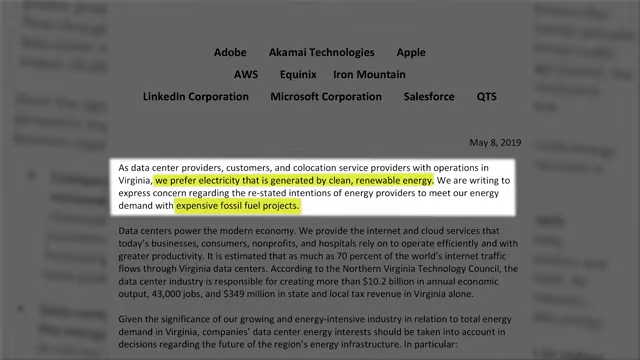 Adobe Akamai Technologies Apple
AWS Equinix Iron Mountain
LinkedIn Corporation Microsoft Corporation Salesforce QTS
May 8, 2019
As data center providers, customers, and colocation service providers with operations in
Virginia, we prefer electricity that is generated by clean, renewable energy. We are writing to
express concern regarding the re-stated intentions of energy providers to meet our energy
demand with expensive fossil fuel projects.
Data centers power the modern economy. We provide the internet and cloud services that
today's businesses, consumers, nonprofits, and hospitals rely on to operate efficiently and with
greater productivity. It is estimated that as much as 70 percent of the world's internet traffic
flows through Virginia data centers. According to the Northern Virginia Technology Council, the
data center industry is responsible for creating more than $10.2 billion in annual economic
output, 43,000 jobs, and $349 million in state and local tax revenue in Virginia alone.
Given the significance of our growing and energy-intensive industry in relation to total energy
demand in Virginia, companies' data center energy interests should be taken into account in
decisions regarding the future of the region's energy infrastructure. In particular: